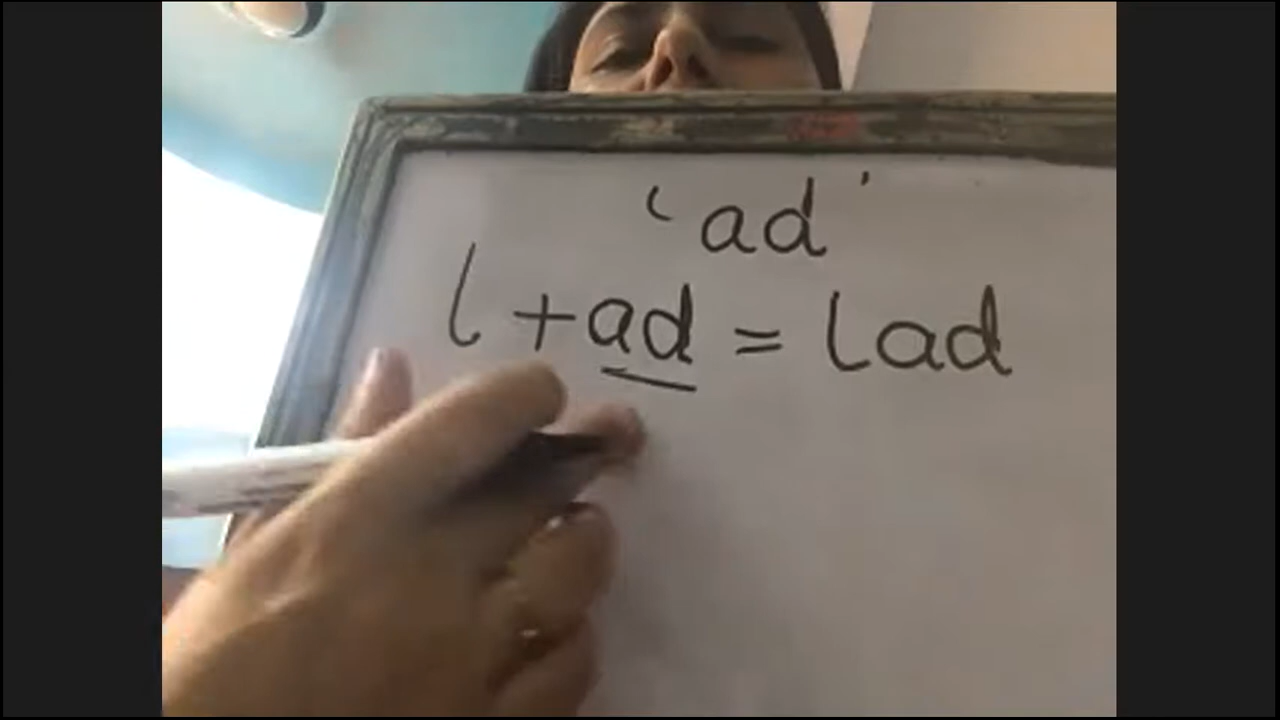 'ad'
l + ad = lad